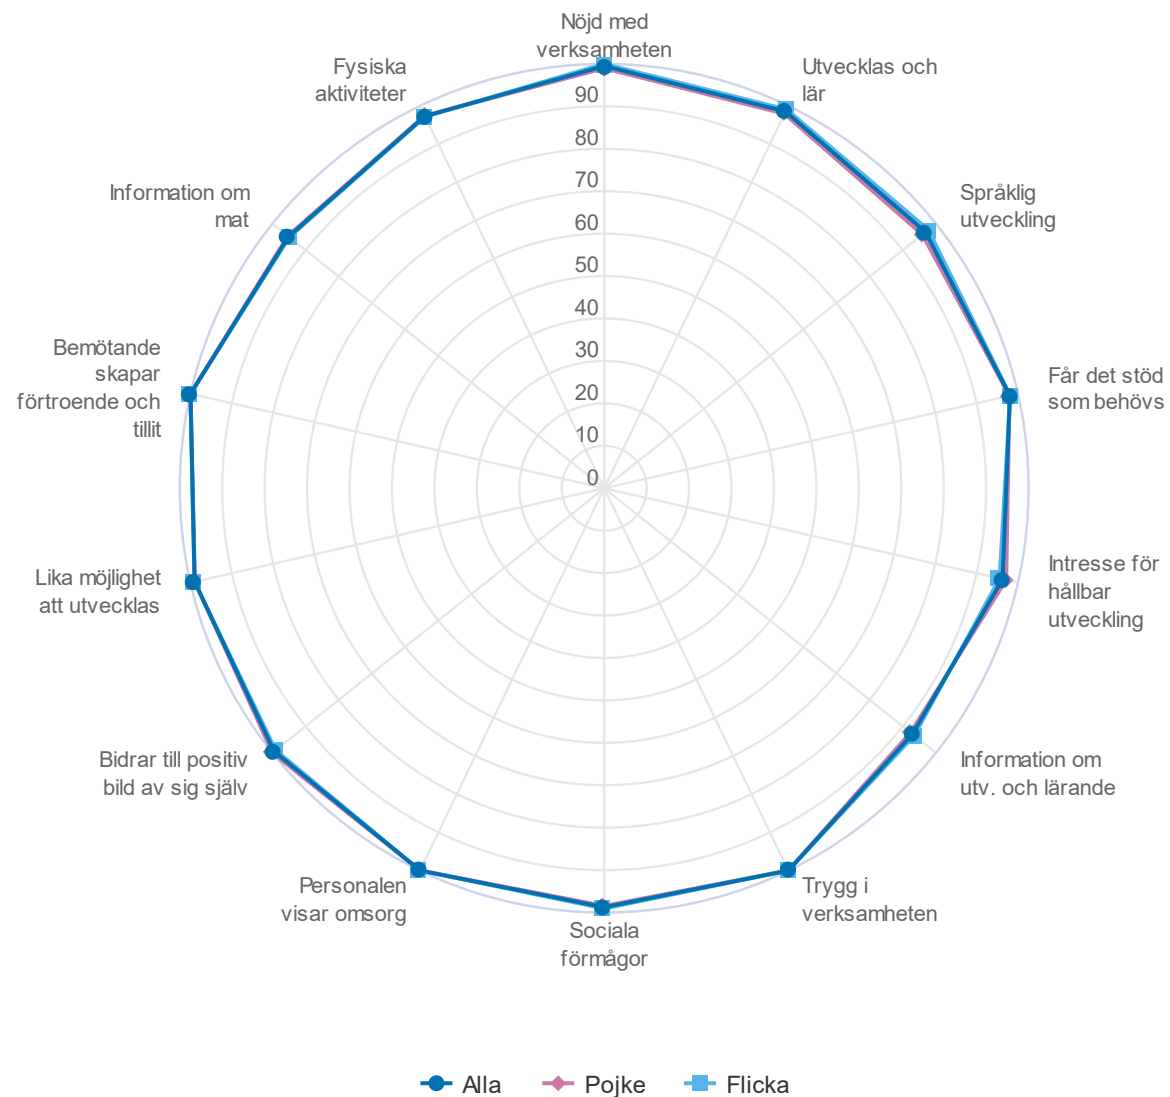 Nöjd med
verksamheten
Utvecklas och
lär
Språklig
utveckling
Får det stöd
som behövs
Intresse för
hållbar
utveckling
Information om
utv. och lärande
Trygg i
verksamheten
Sociala
förmågor
Personalen
visar omsorg
Bidrar till positiv
bild av sig själv
Lika möjlighet
att utvecklas
Bemötande
skapar
förtroende och
tillit
Information om
mat
Fysiska
aktiviteter
90
80
70
60
50
40
30
20
10
0
Alla Pojke Flicka